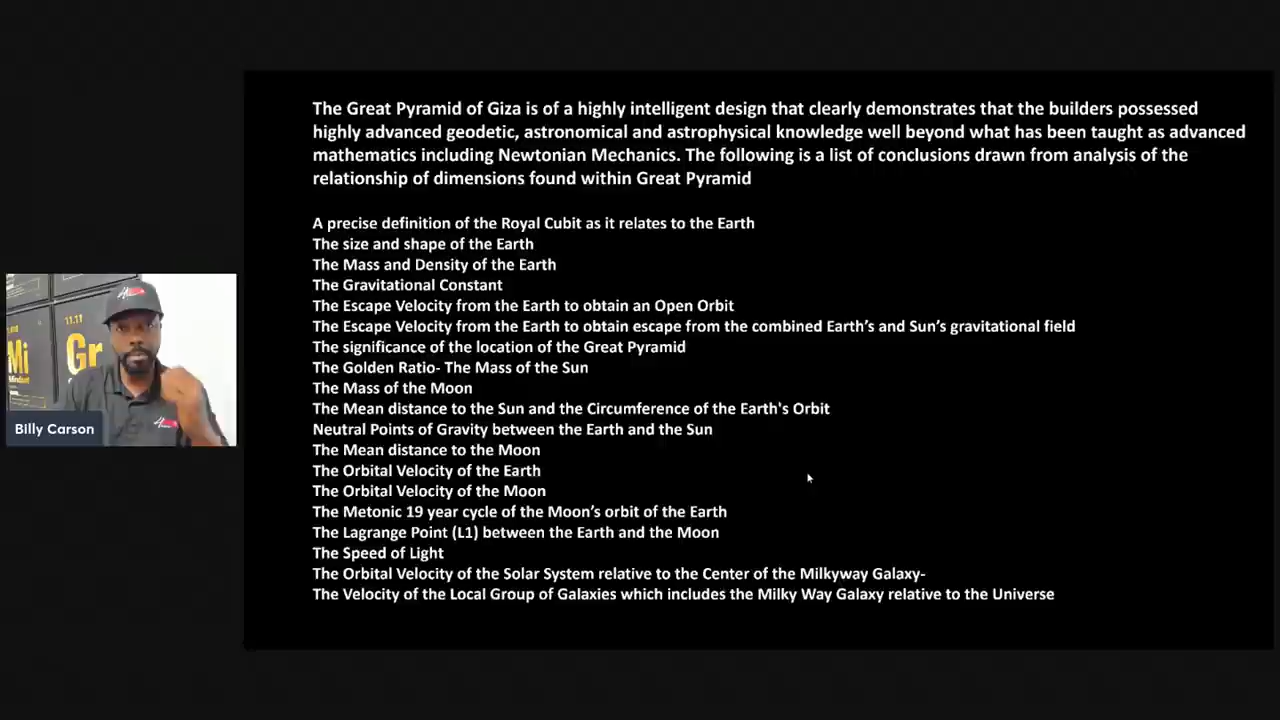 The Great Pyramid of Giza is of a highly intelligent design that clearly demonstrates that the builders possessed
highly advanced geodetic, astronomical and astrophysical knowledge well beyond what has been taught as advanced
mathematics including Newtonian Mechanics. The following is a list of conclusions drawn from analysis of the
relationship of dimensions found within Great Pyramid
A precise definition of the Royal Cubit as it relates to the Earth
The size and shape of the Earth
The Mass and Density of the Earth
The Gravitational Constant
The Escape Velocity from the Earth to obtain an Open Orbit
The Escape Velocity from the Earth to obtain escape from the combined Earth's and Sun's gravitational field
The significance of the location of the Great Pyramid
The Golden Ratio- The Mass of the Sun
The Mass of the Moon
The Mean distance to the Sun and the Circumference of the Earth's Orbit
Neutral Points of Gravity between the Earth and the Sun
The Mean distance to the Moon
The Orbital Velocity of the Earth
The Orbital Velocity of the Moon
The Metonic 19 year cycle of the Moon's orbit of the Earth
The Lagrange Point (L1) between the Earth and the Moon
The Speed of Light
The Orbital Velocity of the Solar System relative to the Center of the Milkyway Galaxy-
The Velocity of the Local Group of Galaxies which includes the Milky Way Galaxy relative to the Universe
11.11
Mi
Gr
Billy Carson